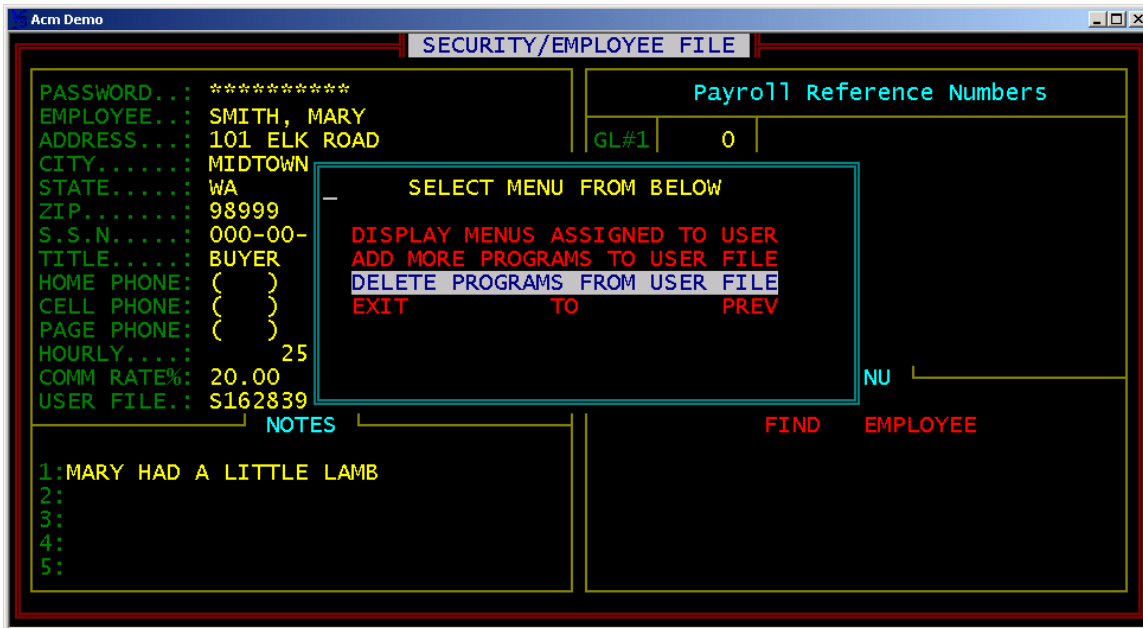 Acm Demo
SECURITY/EMPLOYEE FILE
PASSWORD..: **********
EMPLOYEE..: SMITH, MARY
ADDRESS...: 101 ELK ROAD
CITY......: MIDTOWN
STATE.....: WA
ZIP.......: 98999
S.S.N.....: 000-00-
TITLE.....: BUYER
HOME PHONE: (   )
CELL PHONE: (   )
PAGE PHONE: (   )
HOURLY....: 25
COMM RATE%: 20.00
USER FILE.: S162839
NOTES
1:MARY HAD A LITTLE LAMB
2:
3:
4:
5:
Payroll Reference Numbers
GL#1 0
SELECT MENU FROM BELOW
DISPLAY MENUS ASSIGNED TO USER
ADD MORE PROGRAMS TO USER FILE
DELETE PROGRAMS FROM USER FILE
EXIT TO PREV
NU
FIND EMPLOYEE